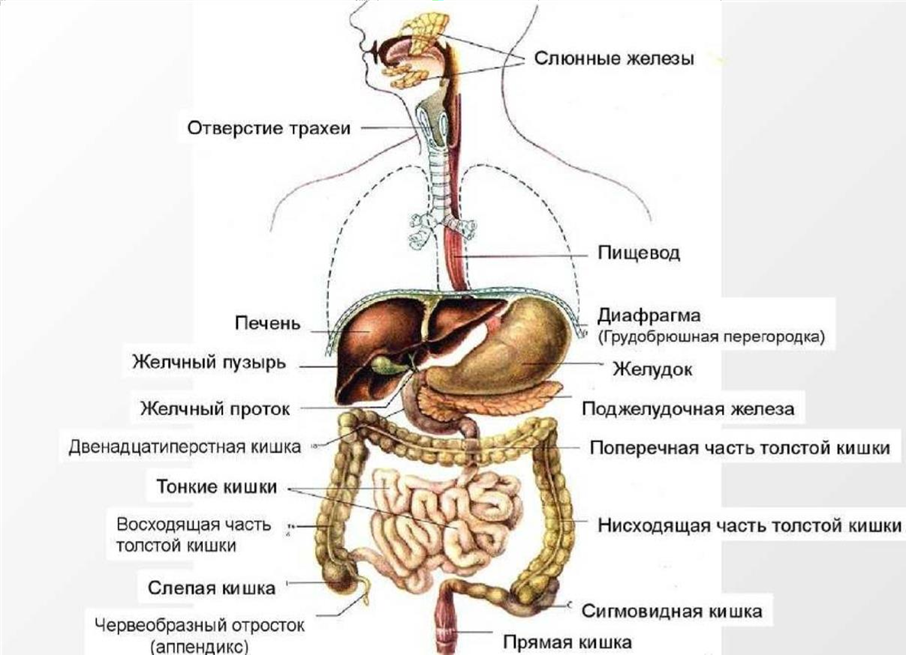 Слюнные железы
Отверстие трахеи
Пищевод
Печень
Диафрагма
(Грудобрюшная перегородка)
Желчный пузырь
Желудок
Желчный проток
Поджелудочная железа
Двенадцатиперстная кишка
Поперечная часть толстой кишки
Тонкие кишки
Восходящая часть
толстой кишки
Нисходящая часть толстой кишки
Слепая кишка
Сигмовидная кишка
Червеобразный отросток
(аппендикс)
Прямая кишка